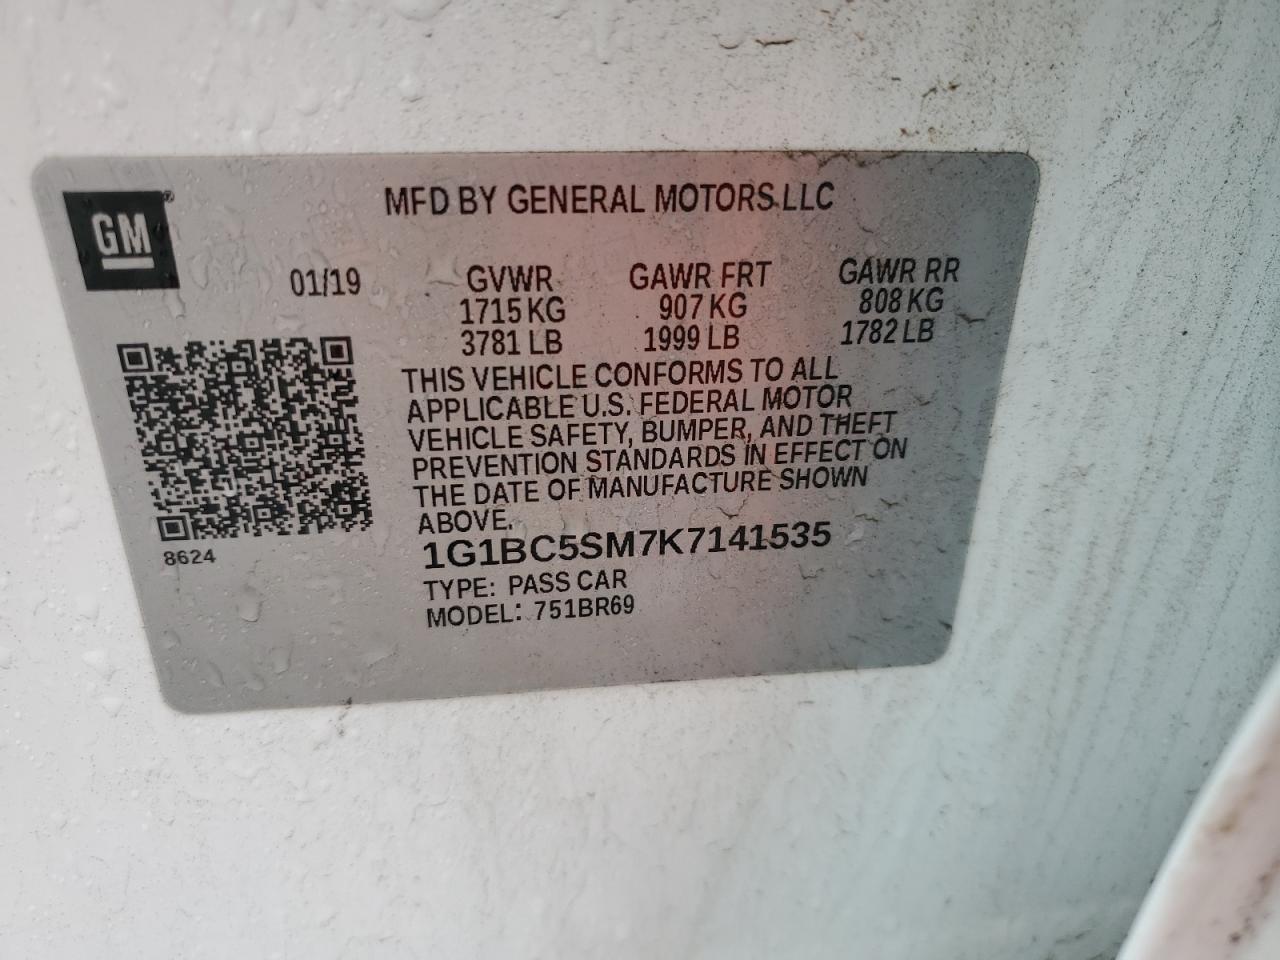 GM
MFD BY GENERAL MOTORS LLC
01/19 GVWR GAWR FRT GAWR RR
1715 KG 907 KG 808 KG
3781 LB 1999 LB 1782 LB
THIS VEHICLE CONFORMS TO ALL
APPLICABLE U.S. FEDERAL MOTOR
VEHICLE SAFETY, BUMPER, AND THEFT
PREVENTION STANDARDS IN EFFECT ON
THE DATE OF MANUFACTURE SHOWN
ABOVE.
8624
1G1BC5SM7K7141535
TYPE: PASS CAR
MODEL: 751BR69